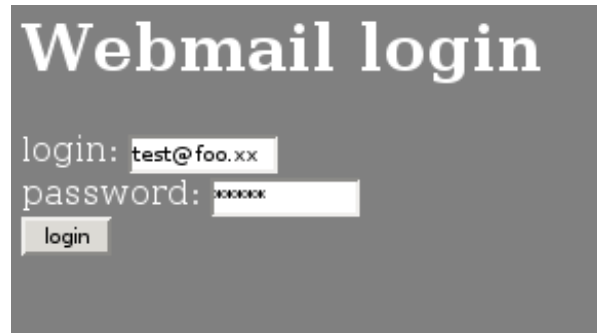 Webmail login
login: test@foo.xx
password: *****
login